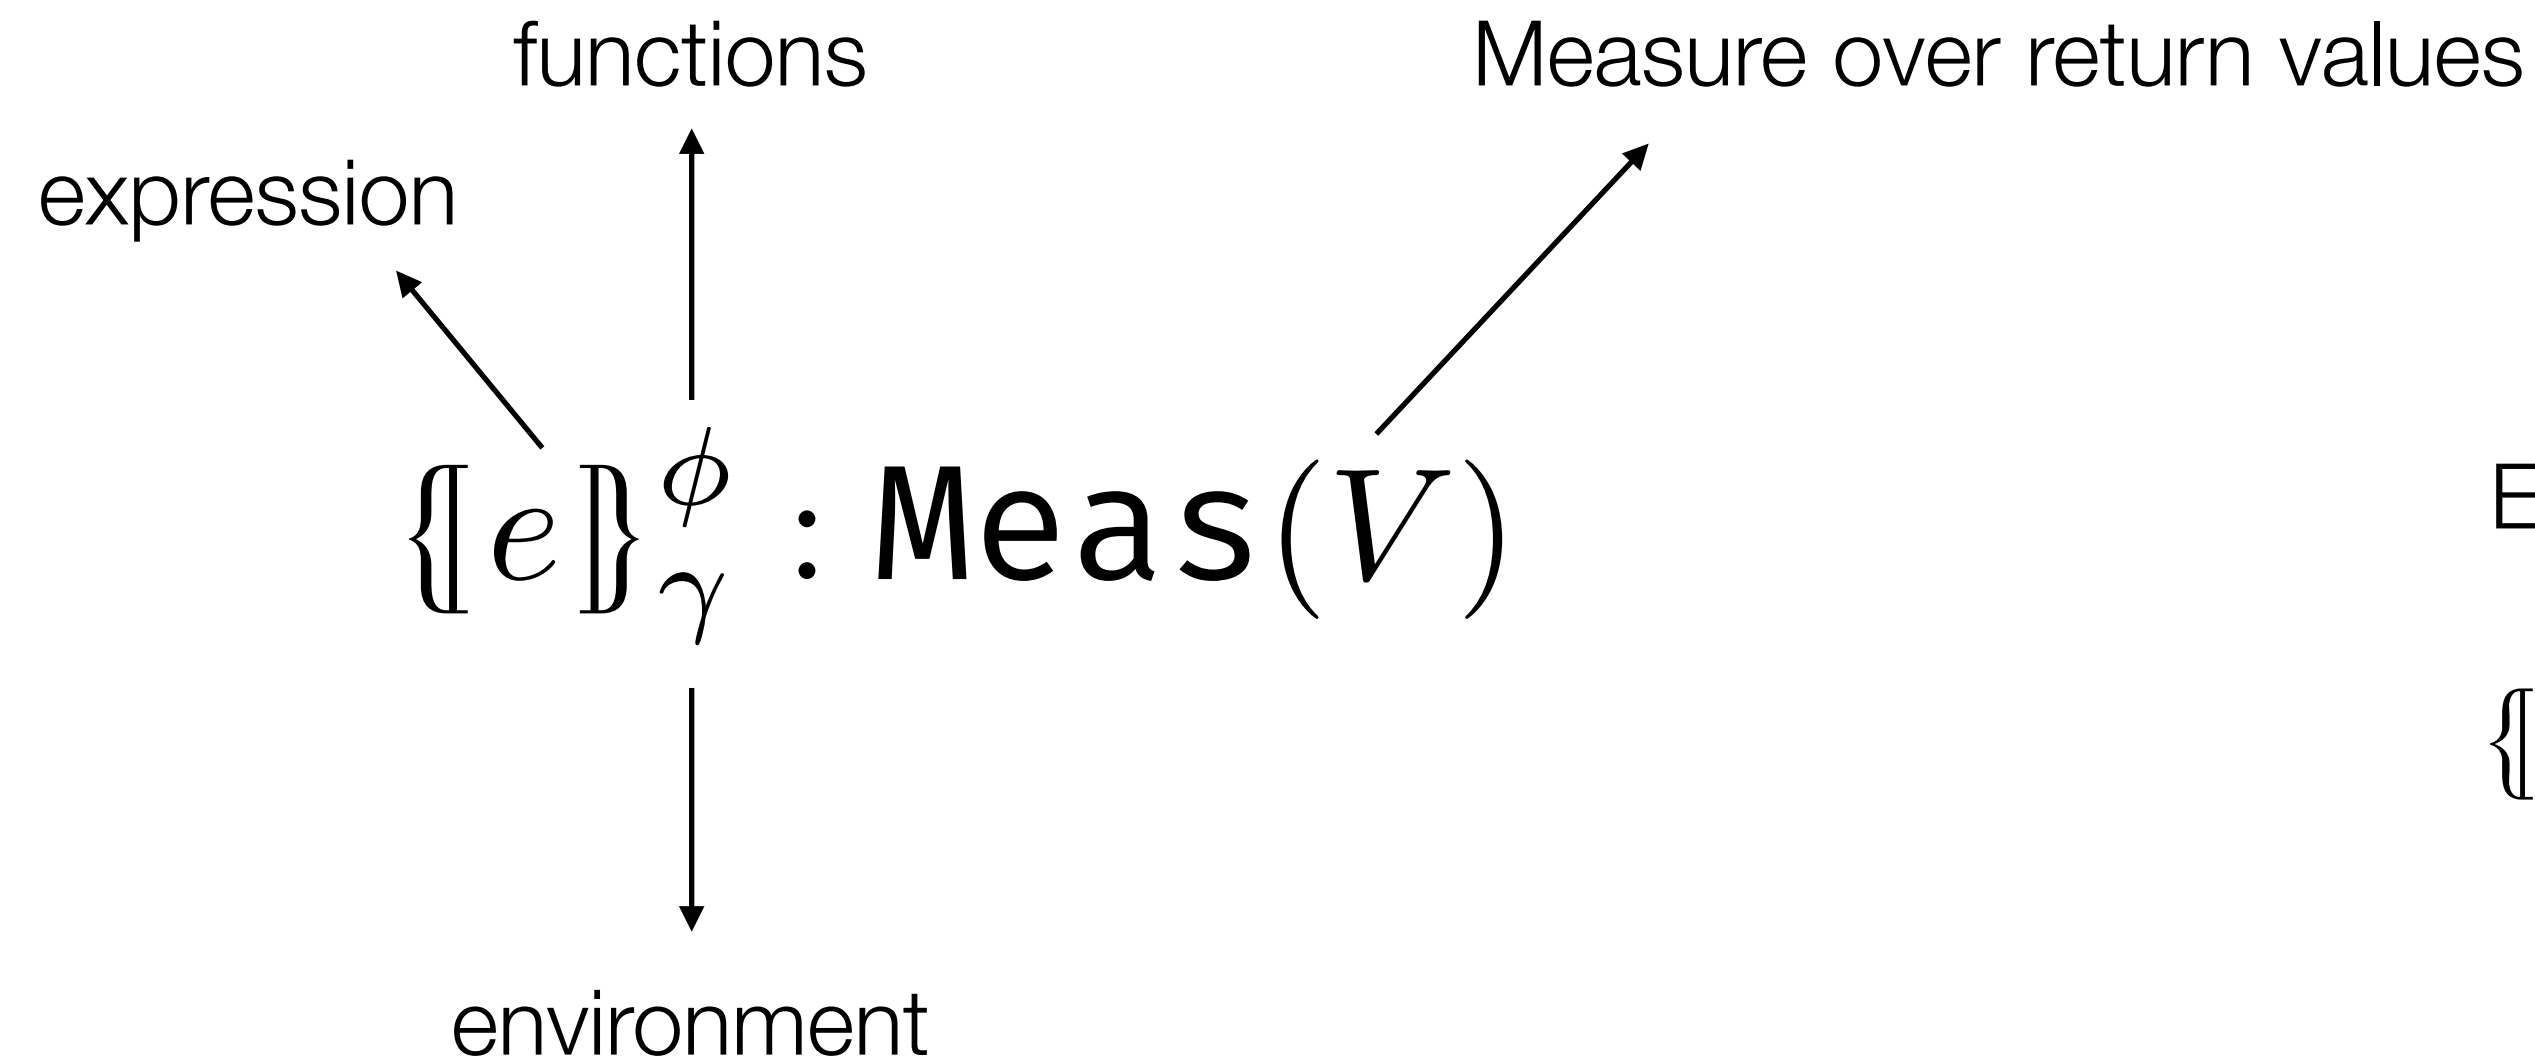 functions
Measure over return values
expression
{[e]}^ϕ_γ : Meas(V)
E
{[
environment